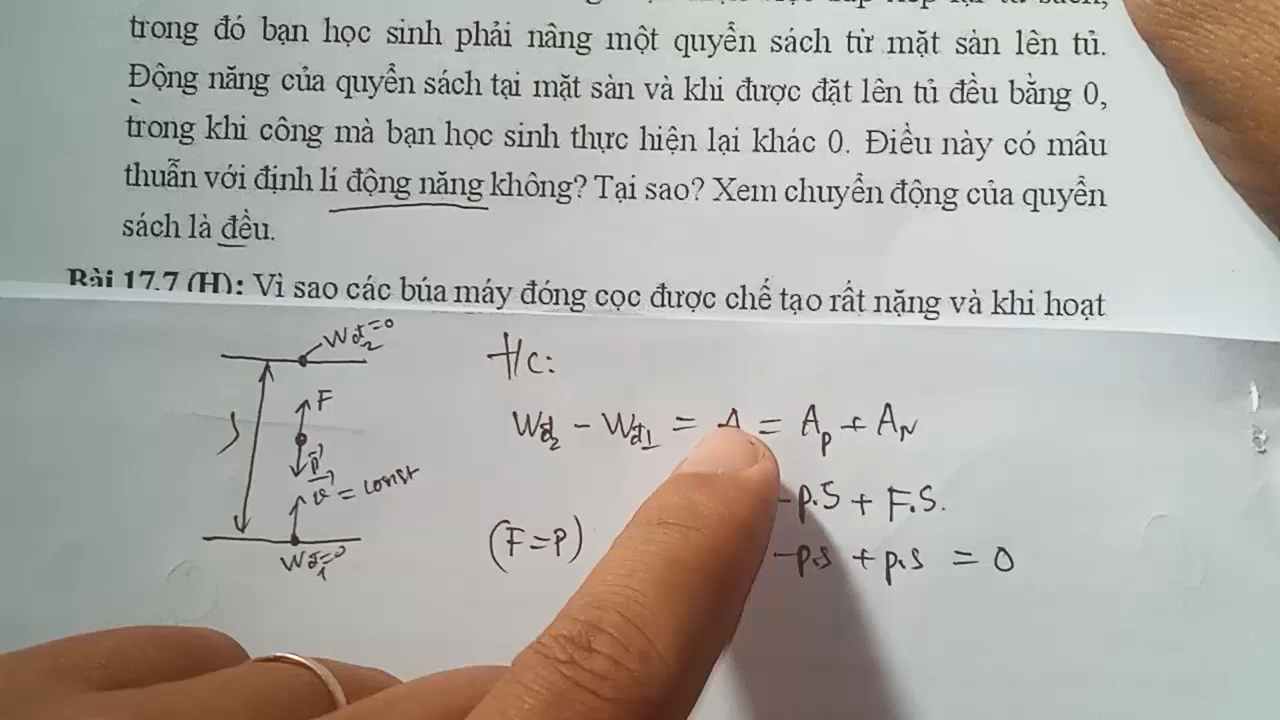 trong đó bạn học sinh phải nâng một quyển sách từ mặt sàn lên tủ.
Động năng của quyển sách tại mặt sàn và khi được đặt lên tủ đều bằng 0,
trong khi công mà bạn học sinh thực hiện lại khác 0. Điều này có mâu
thuẫn với định lí động năng không? Tại sao? Xem chuyển động của quyển
sách là đều.
Bài 17.7 (H): Vì sao các búa máy đóng cọc được chế tạo rất nặng và khi hoạt
Wđ₂=0
F
P
v = const
Wđ₁=0
t/c:
Wđ₂ - Wđ₁ = A = Ap + AN
-p.S + F.S.
(F=P)
-p.s + p.s = 0